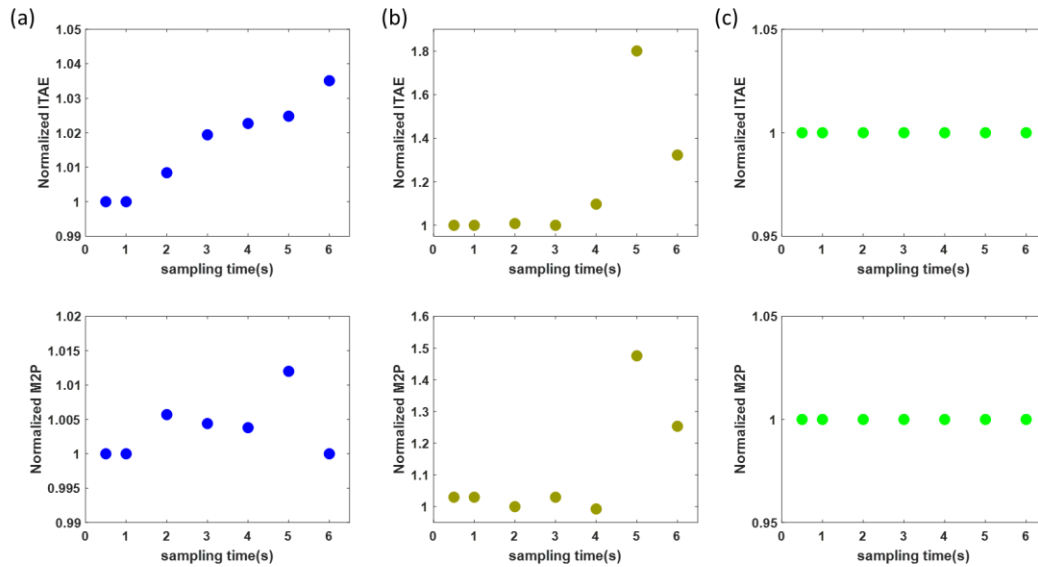 (a)
1.05
1.04
1.03
1.02
1.01
1
0.99
Normalized ITAE
0 1 2 3 4 5 6
sampling time(s)
(b)
1.8
1.6
1.4
1.2
1
Normalized ITAE
0 1 2 3 4 5 6
sampling time(s)
(c)
1.05
1
0.95
Normalized ITAE
0 1 2 3 4 5 6
sampling time(s)
1.02
1.015
1.01
1.005
1
0.995
0.99
Normalized M2P
0 1 2 3 4 5 6
sampling time(s)
1.6
1.5
1.4
1.3
1.2
1.1
1
Normalized M2P
0 1 2 3 4 5 6
sampling time(s)
1.05
1
0.95
Normalized M2P
0 1 2 3 4 5 6
sampling time(s)